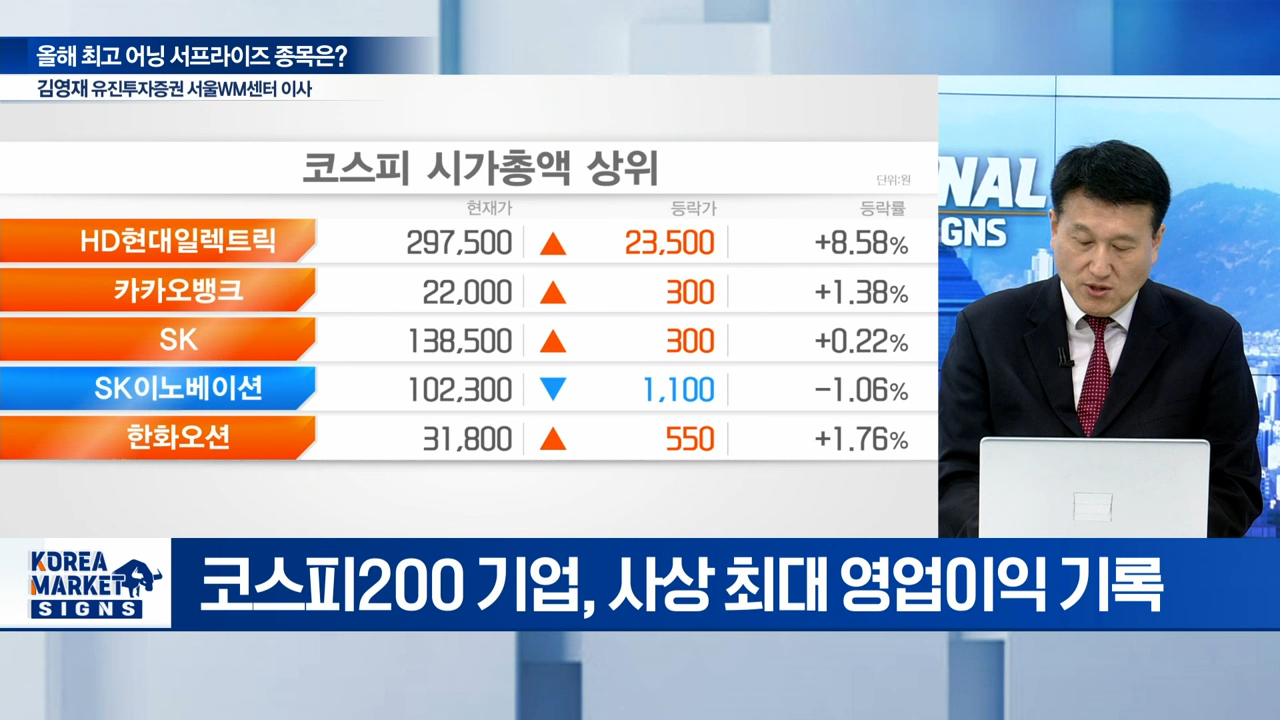 올해 최고 어닝 서프라이즈 종목은?
김영재 유진투자증권 서울WM센터 이사
코스피 시가총액 상위
단위:원
현재가 등락가 등락률
HD현대일렉트릭 297,500 ▲ 23,500 +8.58%
카카오뱅크 22,000 ▲ 300 +1.38%
SK 138,500 ▲ 300 +0.22%
SK이노베이션 102,300 ▼ 1,100 -1.06%
한화오션 31,800 ▲ 550 +1.76%
NAL
GNS
KOREA
MARKET
SIGNS
코스피200 기업, 사상 최대 영업이익 기록